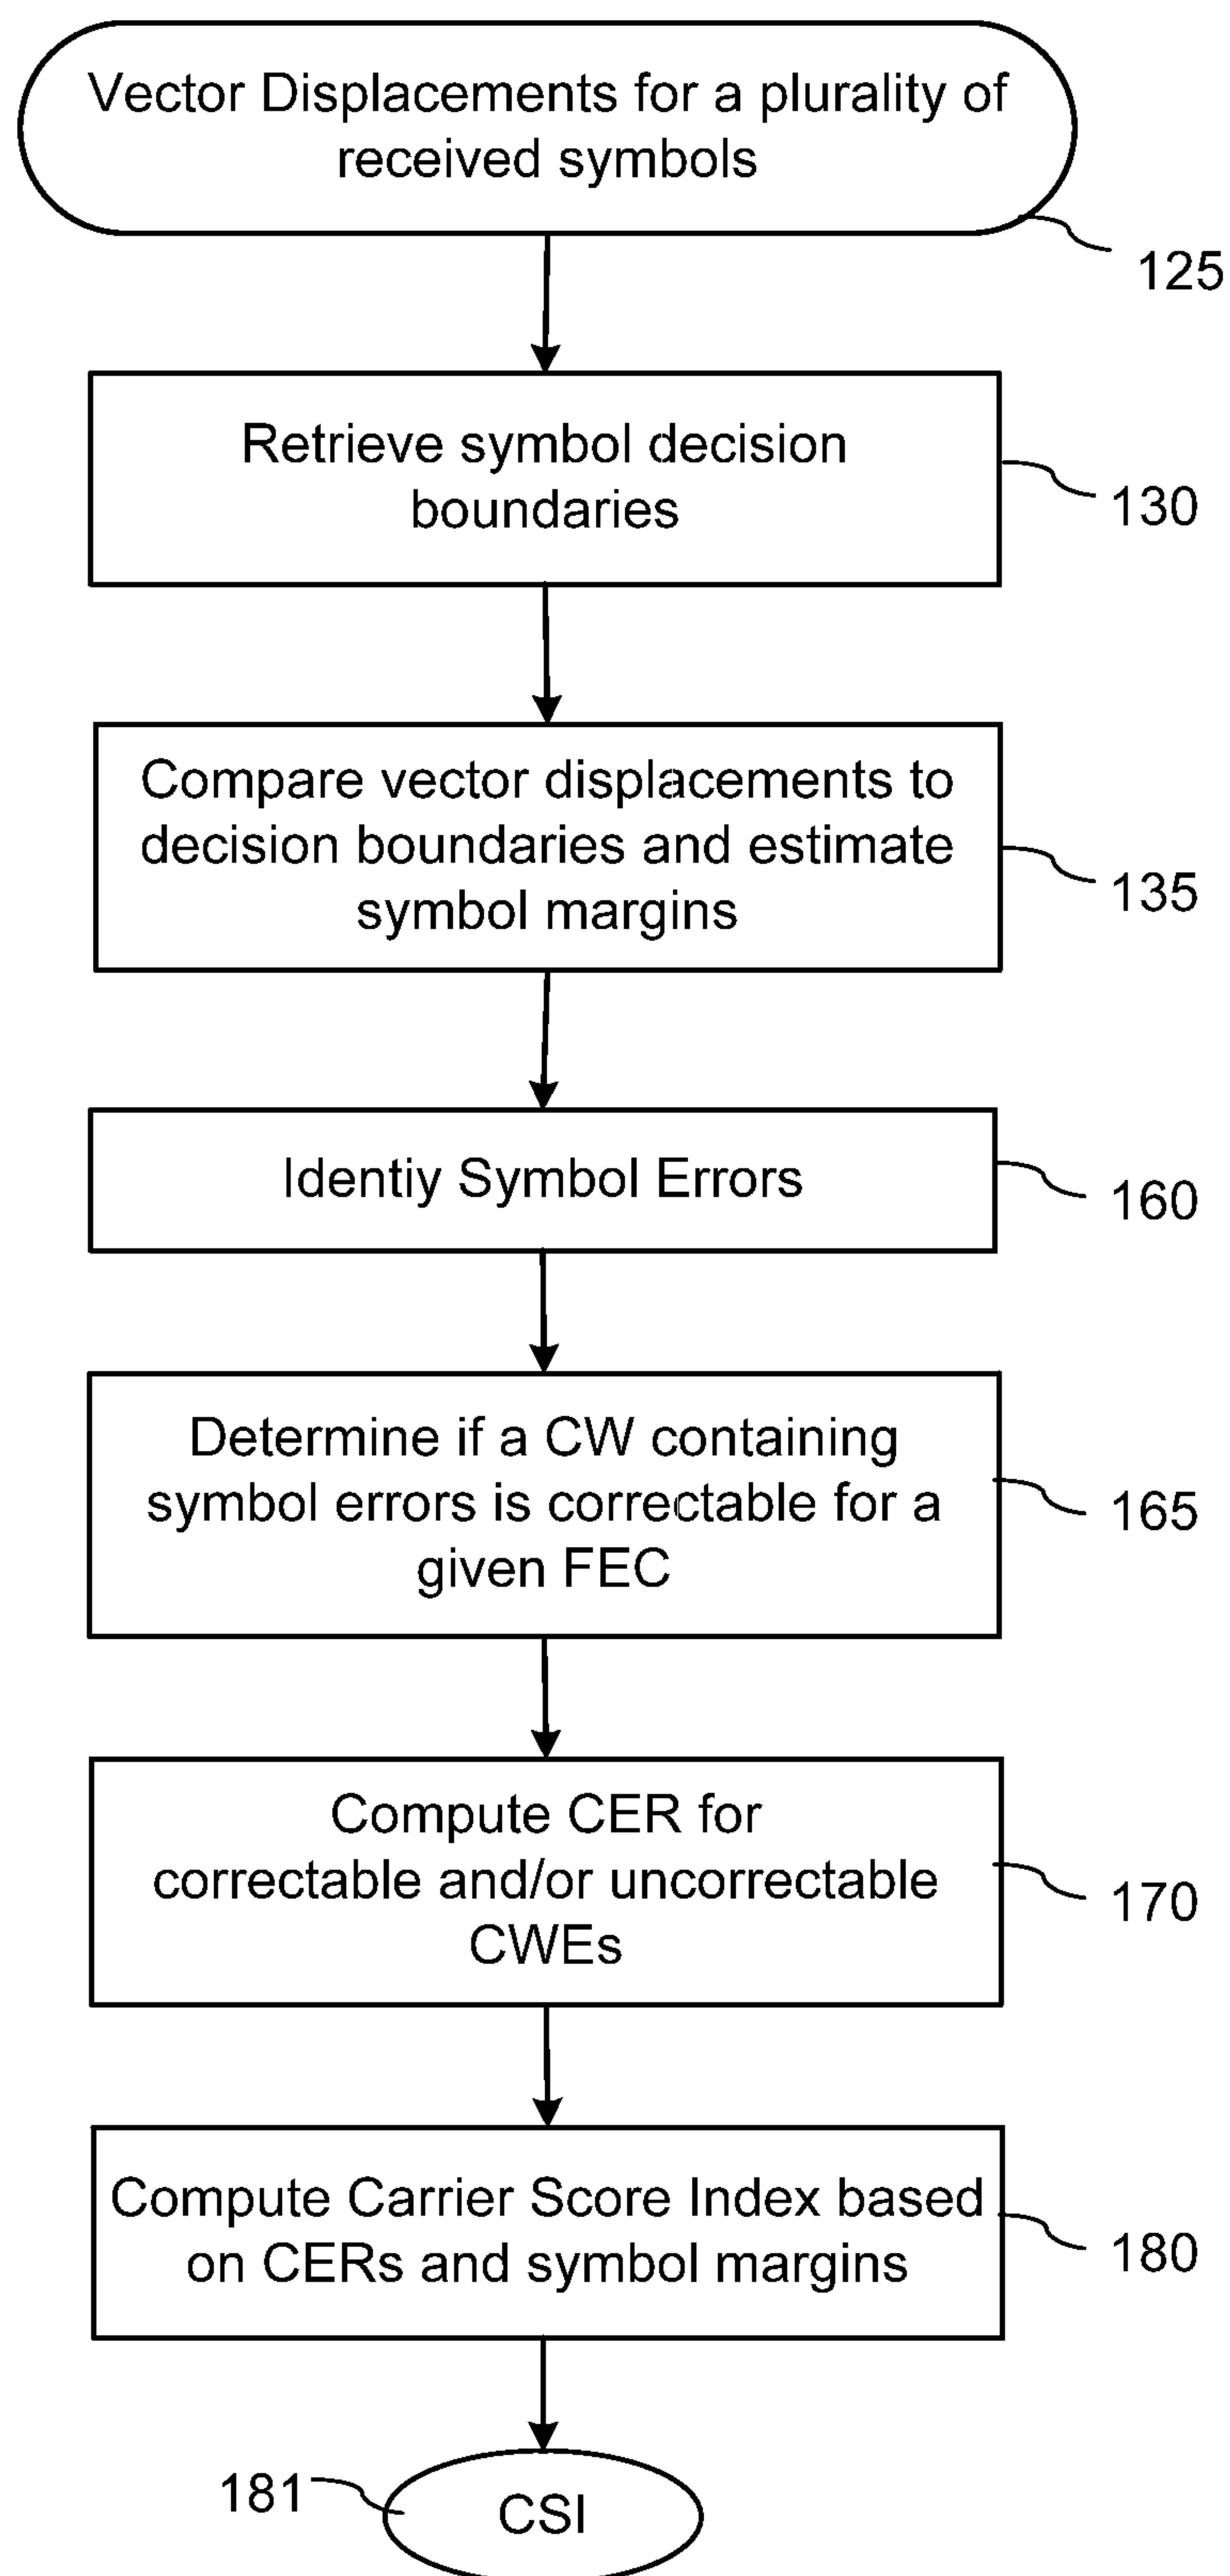 Vector Displacements for a plurality of
received symbols
125
Retrieve symbol decision
boundaries
130
Compare vector displacements to
decision boundaries and estimate
symbol margins
135
Identiy Symbol Errors
160
Determine if a CW containing
symbol errors is correctable for a
given FEC
165
Compute CER for
correctable and/or uncorrectable
CWEs
170
Compute Carrier Score Index based
on CERs and symbol margins
180
181
CSI